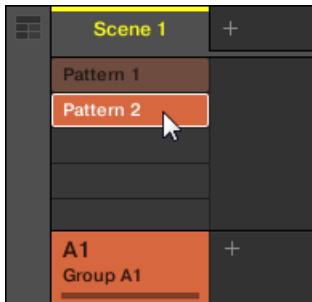 Scene 1 +
Pattern 1
Pattern 2
A1 +
Group A1